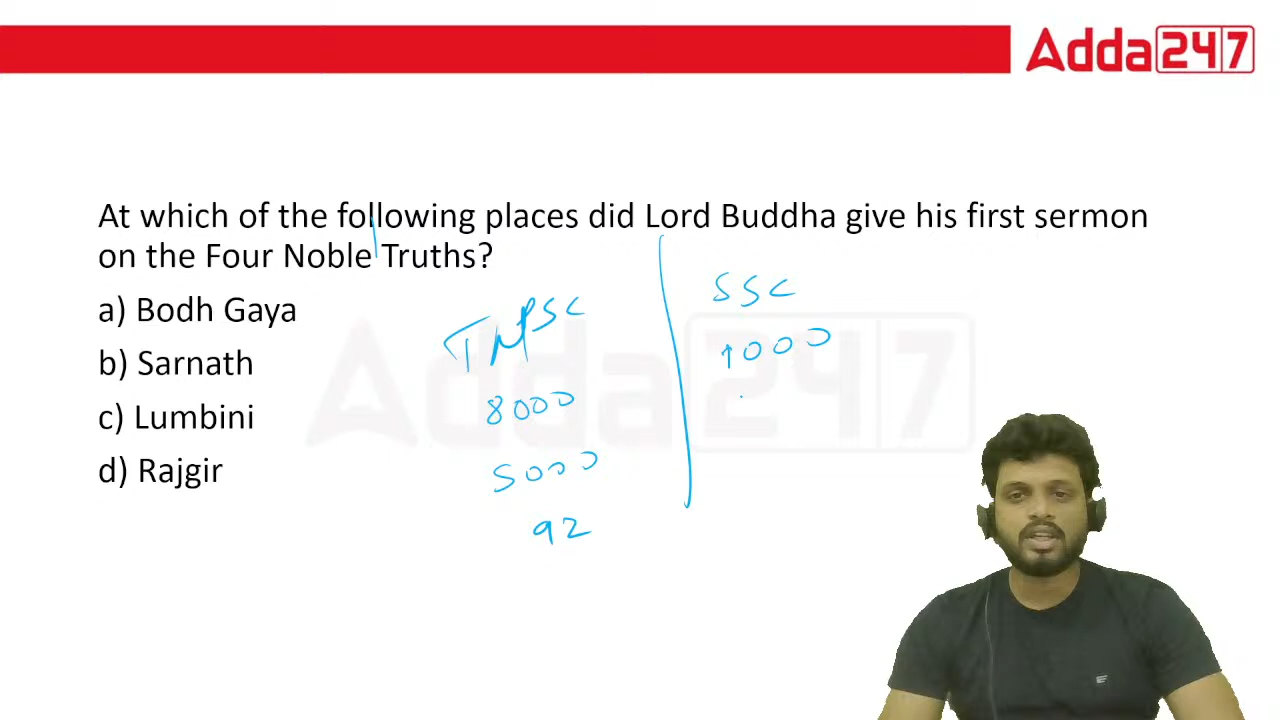 Adda247
At which of the following places did Lord Buddha give his first sermon
on the Four Noble Truths?
a) Bodh Gaya
b) Sarnath
c) Lumbini
d) Rajgir
TNPSC
8000
5000
92
SSC
1000
Adda247